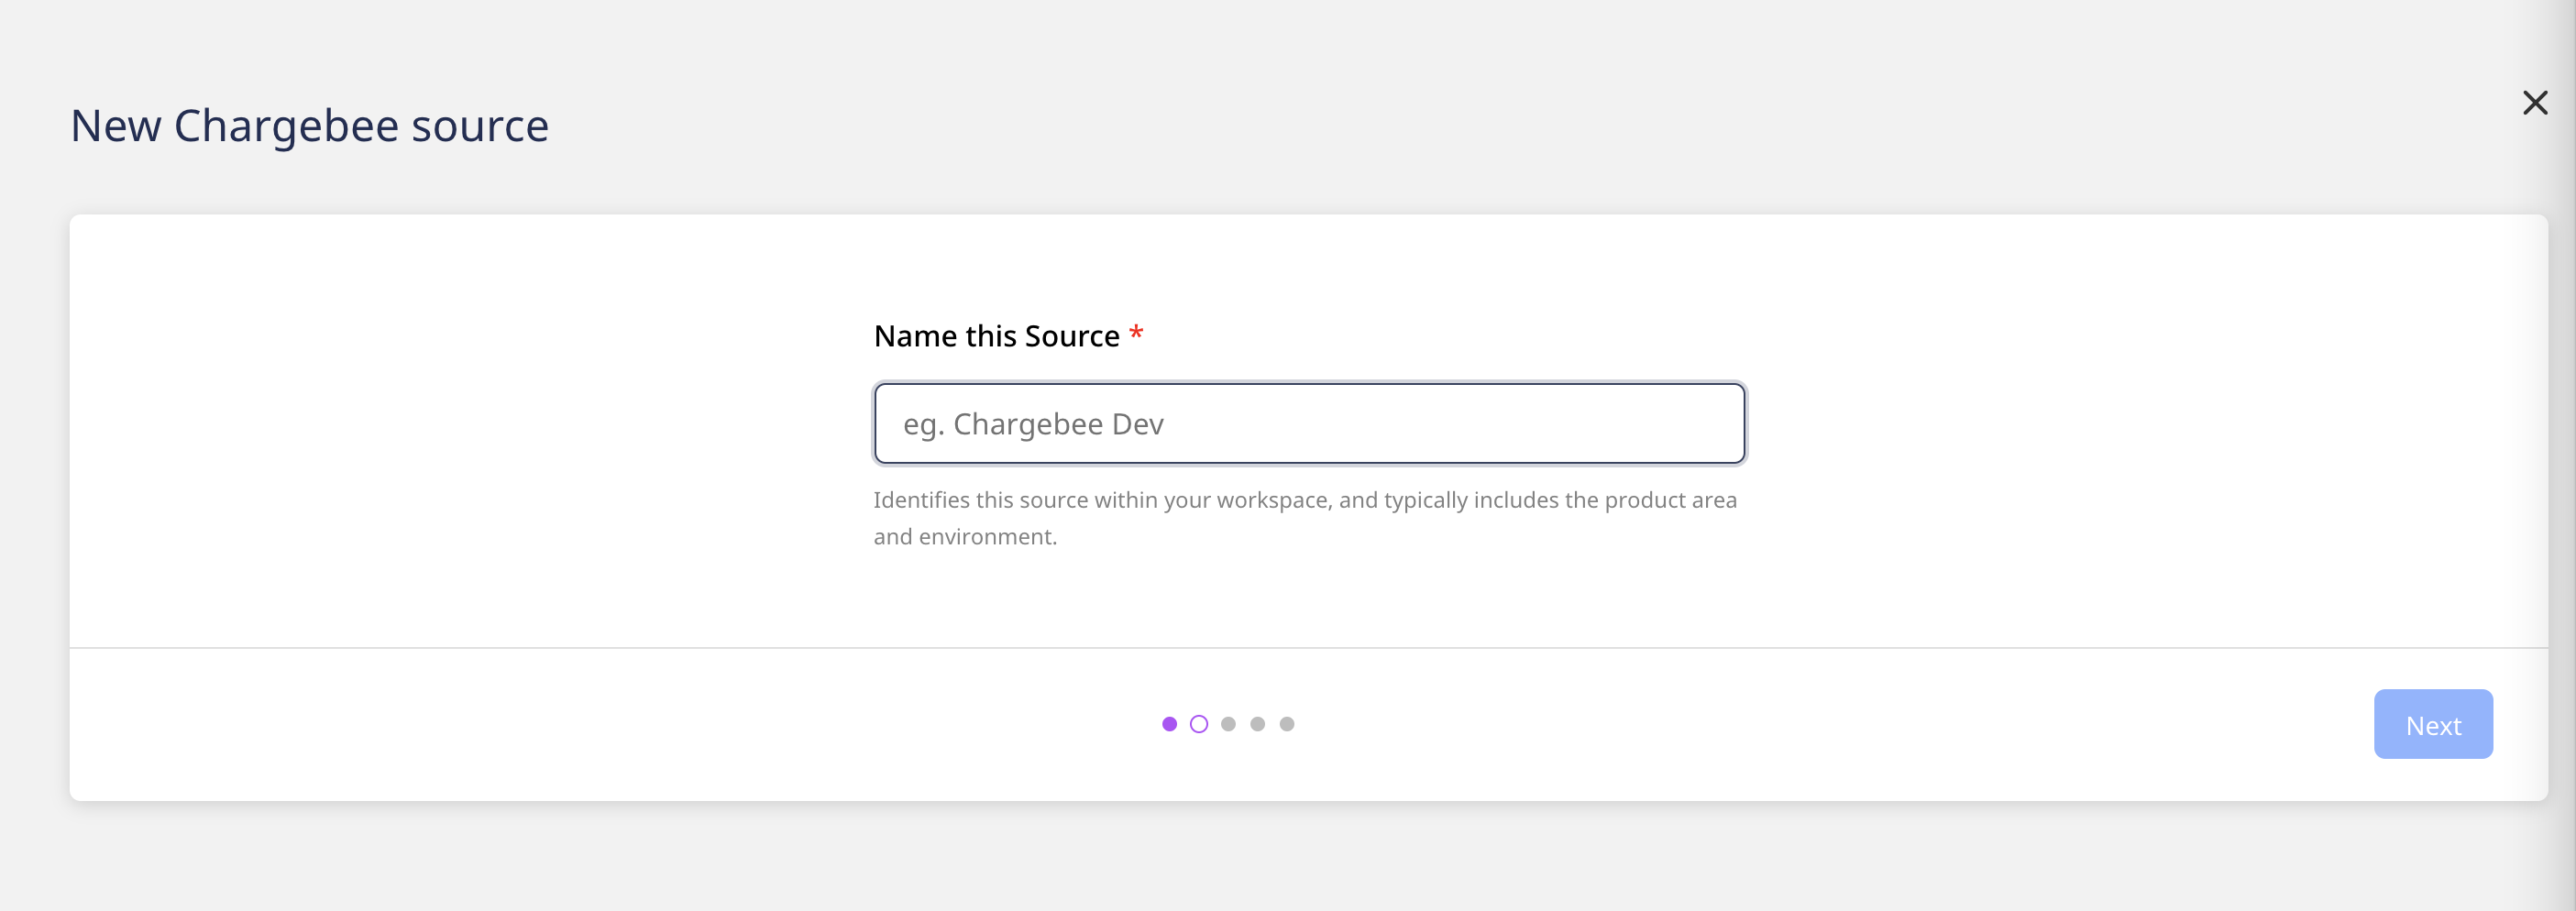 New Chargebee source
Name this Source *
eg. Chargebee Dev
Identifies this source within your workspace, and typically includes the product area
and environment.
Next